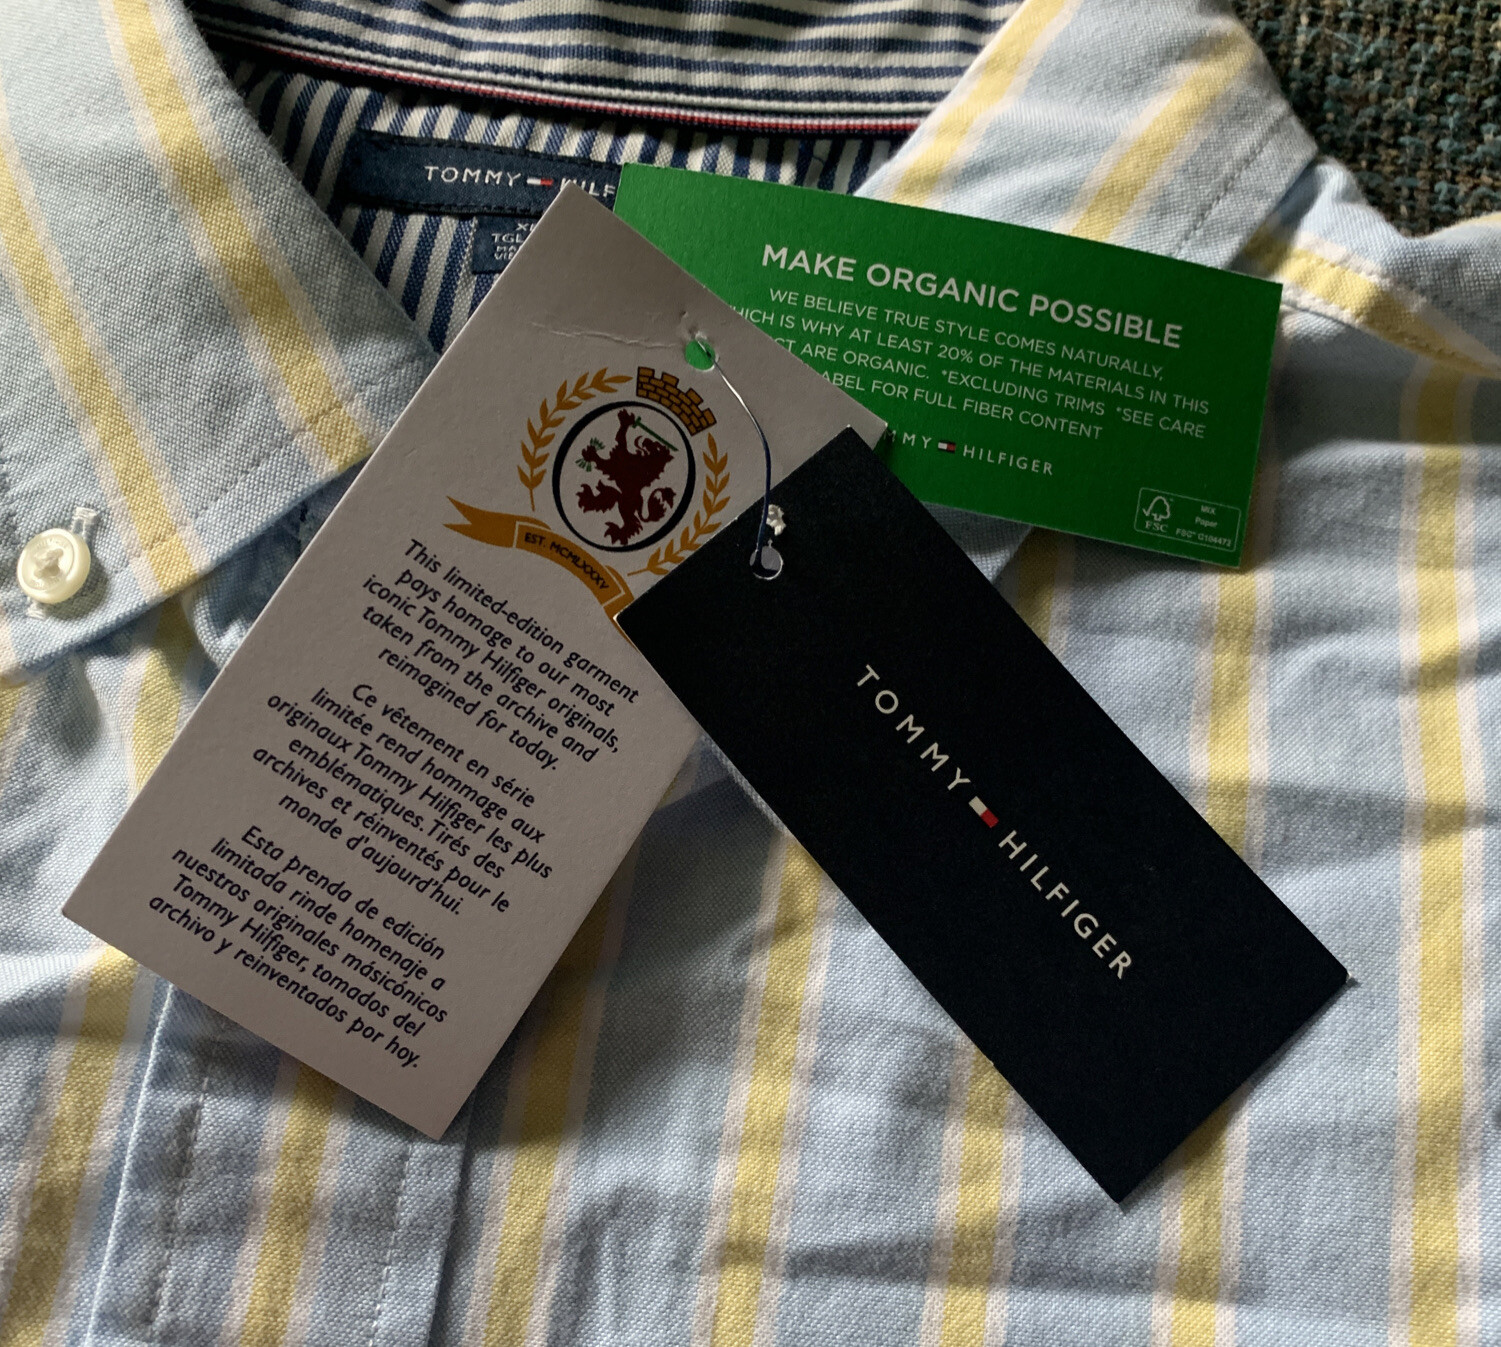 TOMMY
MAKE ORGANIC POSSIBLE
WE BELIEVE TRUE STYLE COMES NATURALLY,
IS WHY AT LEAST 20% OF THE MATERIALS IN THIS
ARE ORGANIC. *EXCLUDING TRIMS *SEE CARE
FOR FULL FIBER CONTENT
HILFIGER
FSC
MIX
Paper
FSC® C104472
EST. MCMLXXXV
This limited-edition garment
pays homage to our most
iconic Tommy Hilfiger originals,
taken from the archive and
reimagined for today.
Ce vêtement en série
limitée rend hommage aux
originaux Tommy Hilfiger les plus
emblématiques. Tirés des
archives et réinventés pour le
monde d'aujourd'hui.
Esta prenda de edición
limitada rinde homenaje a
nuestros originales másicónicos
Tommy Hilfiger, tomados del
archivo y reinventados por hoy.
TOMMY HILFIGER